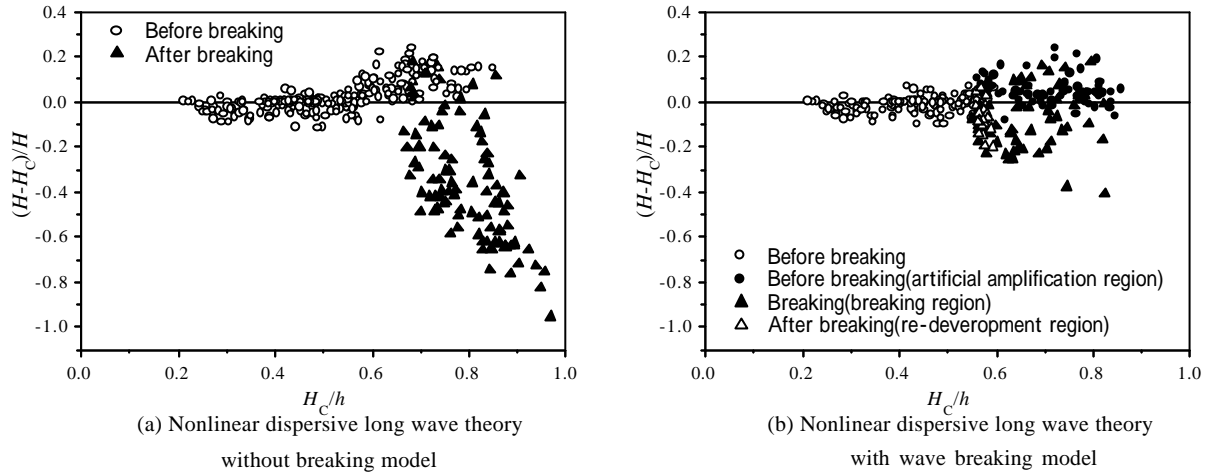 0.4
0.2
0.0
-0.2
-0.4
-0.6
-0.8
-1.0
(H-H_C)/H
Before breaking
After breaking
0.0 0.2 0.4 0.6 0.8 1.0
H_C/h
(a) Nonlinear dispersive long wave theory
without breaking model
0.4
0.2
0.0
-0.2
-0.4
-0.6
-0.8
-1.0
(H-H_C)/H
Before breaking
Before breaking(artificial amplification region)
Breaking(breaking region)
After breaking(re-deveropment region)
0.0 0.2 0.4 0.6 0.8 1.0
H_C/h
(b) Nonlinear dispersive long wave theory
with wave breaking model